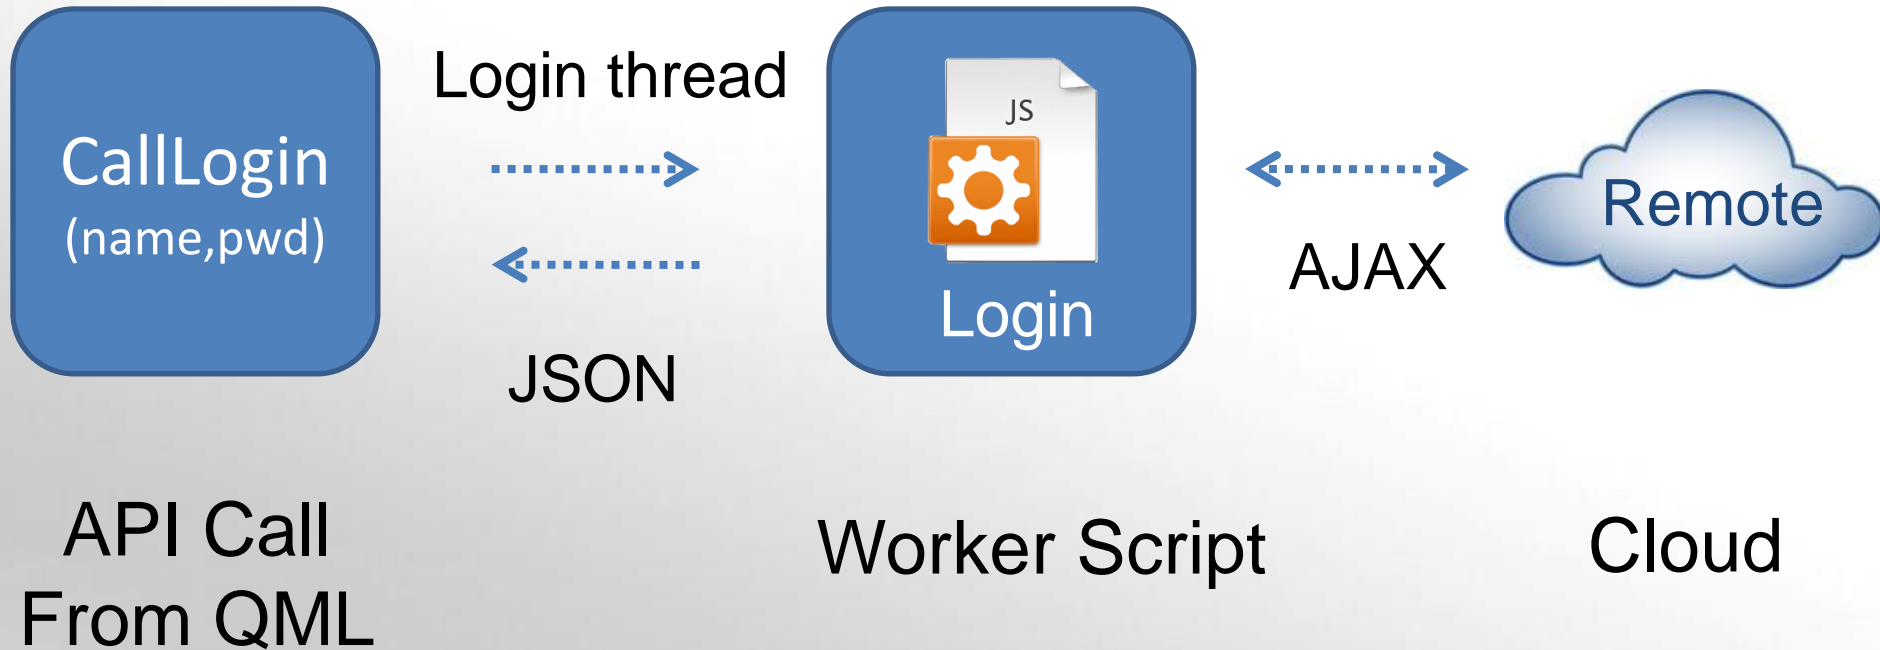 CallLogin
(name,pwd)
Login thread
JSON
JS
Login
AJAX
Remote
API Call
From QML
Worker Script
Cloud